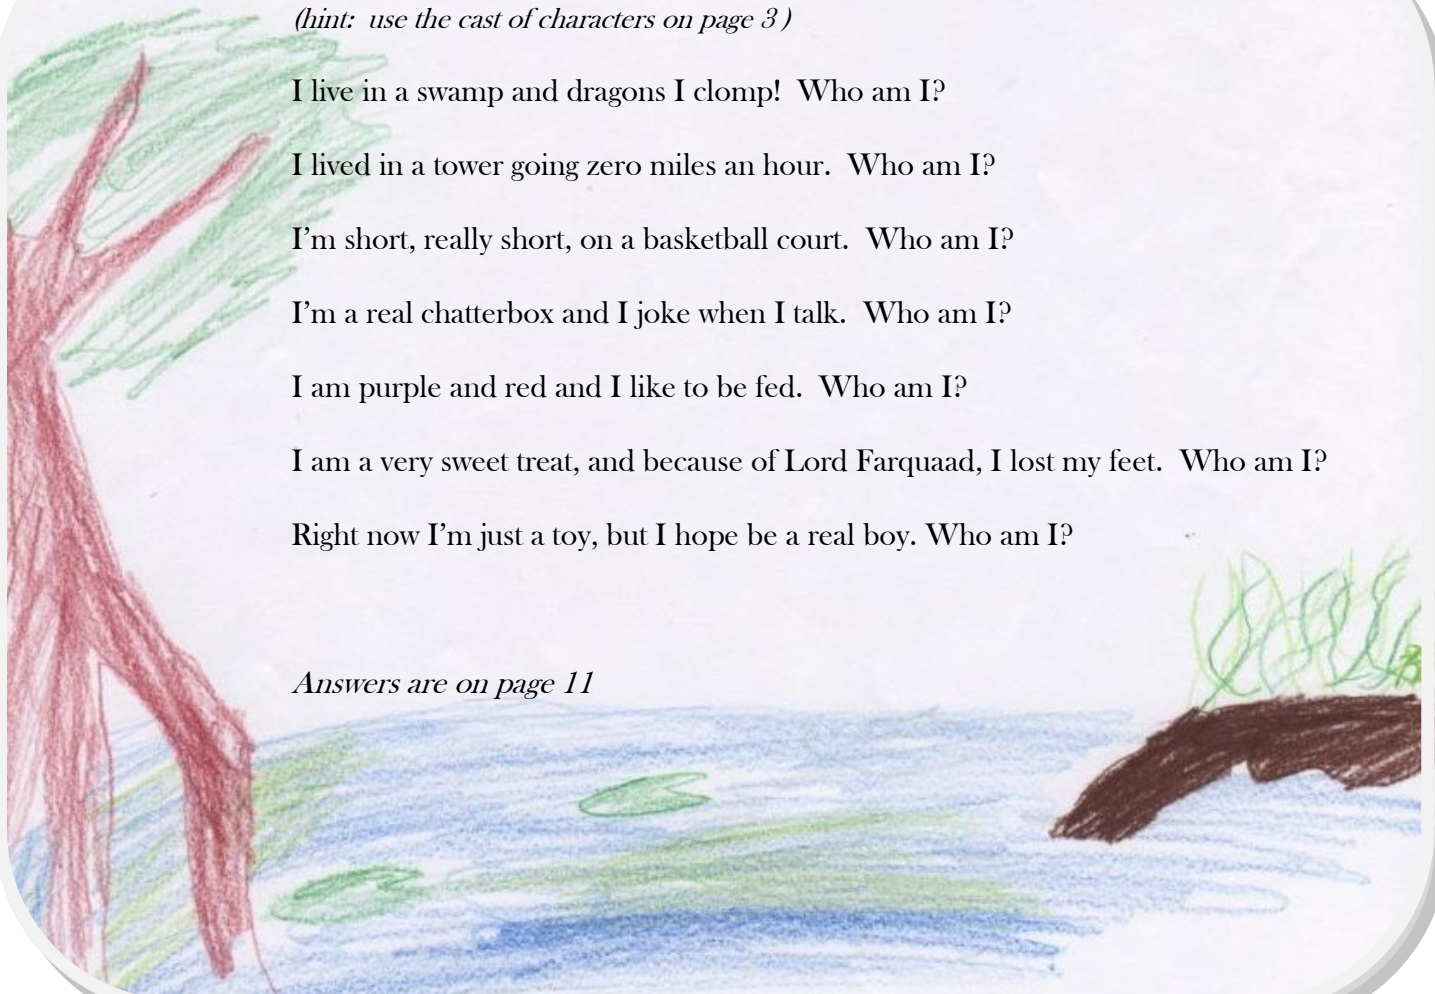 (hint:  use the cast of characters on page 3 )
I live in a swamp and dragons I clomp!  Who am I?
I lived in a tower going zero miles an hour.  Who am I?
I’m short, really short, on a basketball court.  Who am I?
I’m a real chatterbox and I joke when I talk.  Who am I?
I am purple and red and I like to be fed.  Who am I?
I am a very sweet treat, and because of Lord Farquaad, I lost my feet.  Who am I?
Right now I’m just a toy, but I hope be a real boy. Who am I?
Answers are on page 11